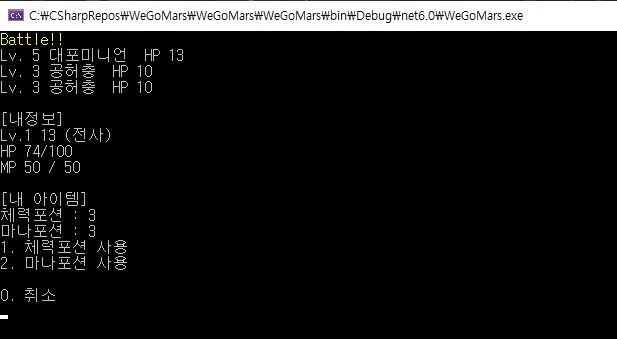 C:₩CSharpRepos₩WeGoMars₩WeGoMars₩WeGoMars₩bin₩Debug₩net6.0₩WeGoMars.exe
Battle!!
Lv. 5 대포미니언 HP 13
Lv. 3 공허충 HP 10
Lv. 3 공허충 HP 10
[내정보]
Lv.1 13 (전사)
HP 74/100
MP 50 / 50
[내 아이템]
체력포션 : 3
마나포션 : 3
1. 체력포션 사용
2. 마나포션 사용
0. 취소